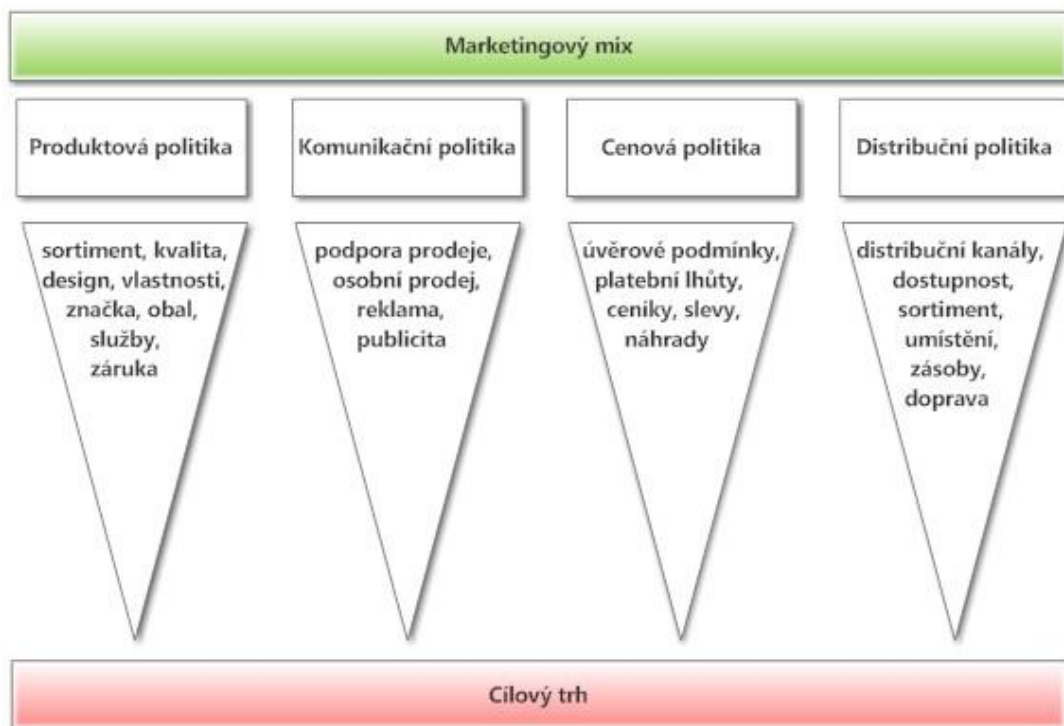 Marketingový mix
Produktová politika
Komunikační politika
Cenová politika
Distribuční politika
sortiment, kvalita,
design, vlastnosti,
značka, obal,
služby,
záruka
podpora prodeje,
osobní prodej,
reklama,
publicita
úvěrové podmínky,
platební lhůty,
ceníky, slevy,
náhrady
distribuční kanály,
dostupnost,
sortiment,
umístění,
zásoby,
doprava
Cílový trh